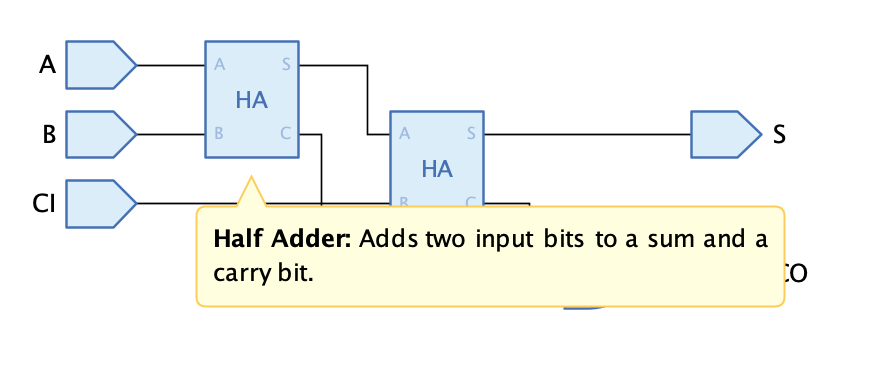 A
A S
HA
B
B C
A S
S
HA
CI
B C
Half Adder: Adds two input bits to a sum and a
carry bit.
CO